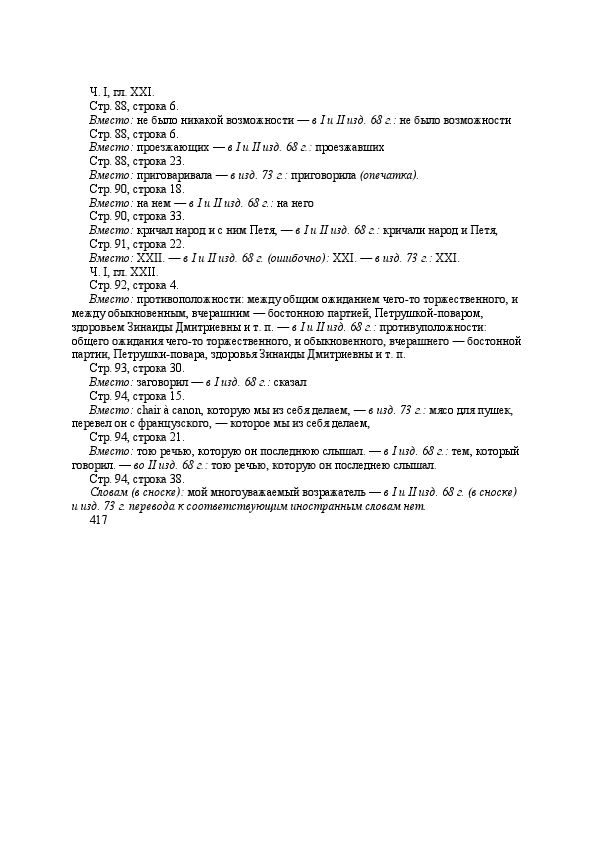 Ч. I, гл. XXI.
Стр. 88, строка 6.
Вместо: не было никакой возможности — в I и II изд. 68 г.: не было возможности
Стр. 88, строка 6.
Вместо: проезжающих — в I и II изд. 68 г.: проезжавших
Стр. 88, строка 23.
Вместо: приговаривала — в изд. 73 г.: приговорила (опечатка).
Стр. 90, строка 18.
Вместо: на нем — в I и II изд. 68 г.: на него
Стр. 90, строка 33.
Вместо: кричал народ и с ним Петя, — в I и II изд. 68 г.: кричали народ и Петя,
Стр. 91, строка 22.
Вместо: XXII. — в I и II изд. 68 г. (ошибочно): XXI. — в изд. 73 г.: XXI.
Ч. I, гл. XXII.
Стр. 92, строка 4.
Вместо: противоположности: между общим ожиданием чего-то торжественного, и
между обыкновенным, вчерашним — бостонною партией, Петрушкой-поваром,
здоровьем Зинаиды Дмитриевны и т. п. — в I и II изд. 68 г.: противуположности:
общего ожидания чего-то торжественного, и обыкновенного, вчерашнего — бостонной
партии, Петрушки-повара, здоровья Зинаиды Дмитриевны и т. п.
Стр. 93, строка 30.
Вместо: заговорил — в I изд. 68 г.: сказал
Стр. 94, строка 15.
Вместо: chair à canon, которую мы из себя делаем, — в изд. 73 г.: мясо для пушек,
перевел он с французского, — которое мы из себя делаем,
Стр. 94, строка 21.
Вместо: тою речью, которую он последнюю слышал. — в I изд. 68 г.: тем, который
говорил. — во II изд. 68 г.: тою речью, которую он последнею слышал.
Стр. 94, строка 38.
Словам (в сноске): мой многоуважаемый возражатель — в I и II изд. 68 г. (в сноске)
и изд. 73 г. перевода к соответствующим иностранным словам нет.
417